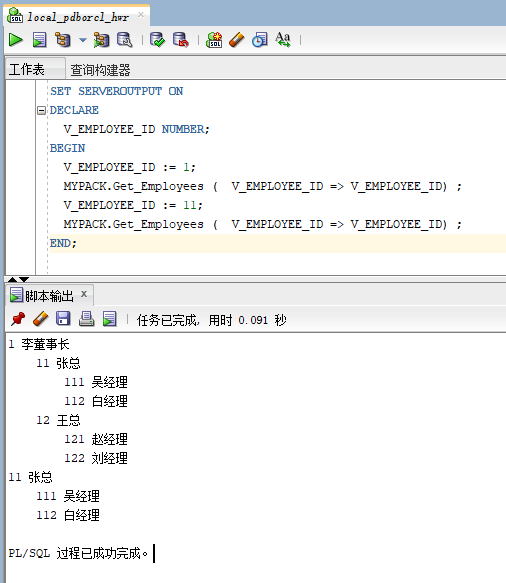 local_pdborcl_hwr
工作表 查询构建器
SET SERVEROUTPUT ON
DECLARE
V_EMPLOYEE_ID NUMBER;
BEGIN
V_EMPLOYEE_ID := 1;
MYPACK.Get_Employees (  V_EMPLOYEE_ID => V_EMPLOYEE_ID) ;
V_EMPLOYEE_ID := 11;
MYPACK.Get_Employees (  V_EMPLOYEE_ID => V_EMPLOYEE_ID) ;
END;
脚本输出 x
任务已完成, 用时 0.091 秒
1 李董事长
11 张总
111 吴经理
112 白经理
12 王总
121 赵经理
122 刘经理
11 张总
111 吴经理
112 白经理
PL/SQL 过程已成功完成。